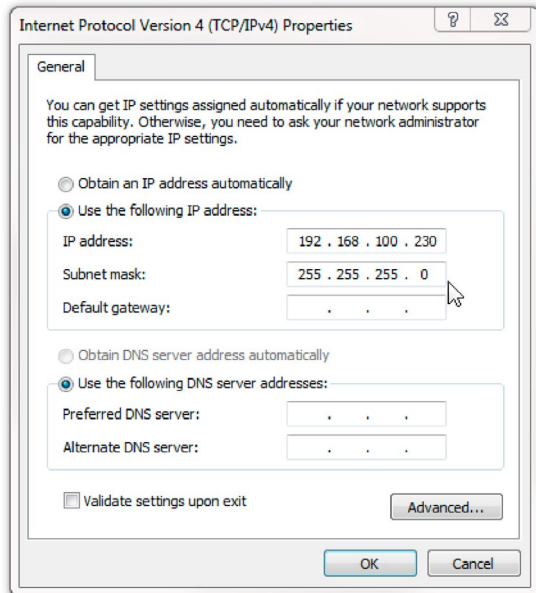 Internet Protocol Version 4 (TCP/IPv4) Properties
General
You can get IP settings assigned automatically if your network supports
this capability. Otherwise, you need to ask your network administrator
for the appropriate IP settings.
Obtain an IP address automatically
Use the following IP address:
IP address: 192 . 168 . 100 . 230
Subnet mask: 255 . 255 . 255 . 0
Default gateway: . . .
Obtain DNS server address automatically
Use the following DNS server addresses:
Preferred DNS server: . . .
Alternate DNS server: . . .
Validate settings upon exit
Advanced...
OK Cancel